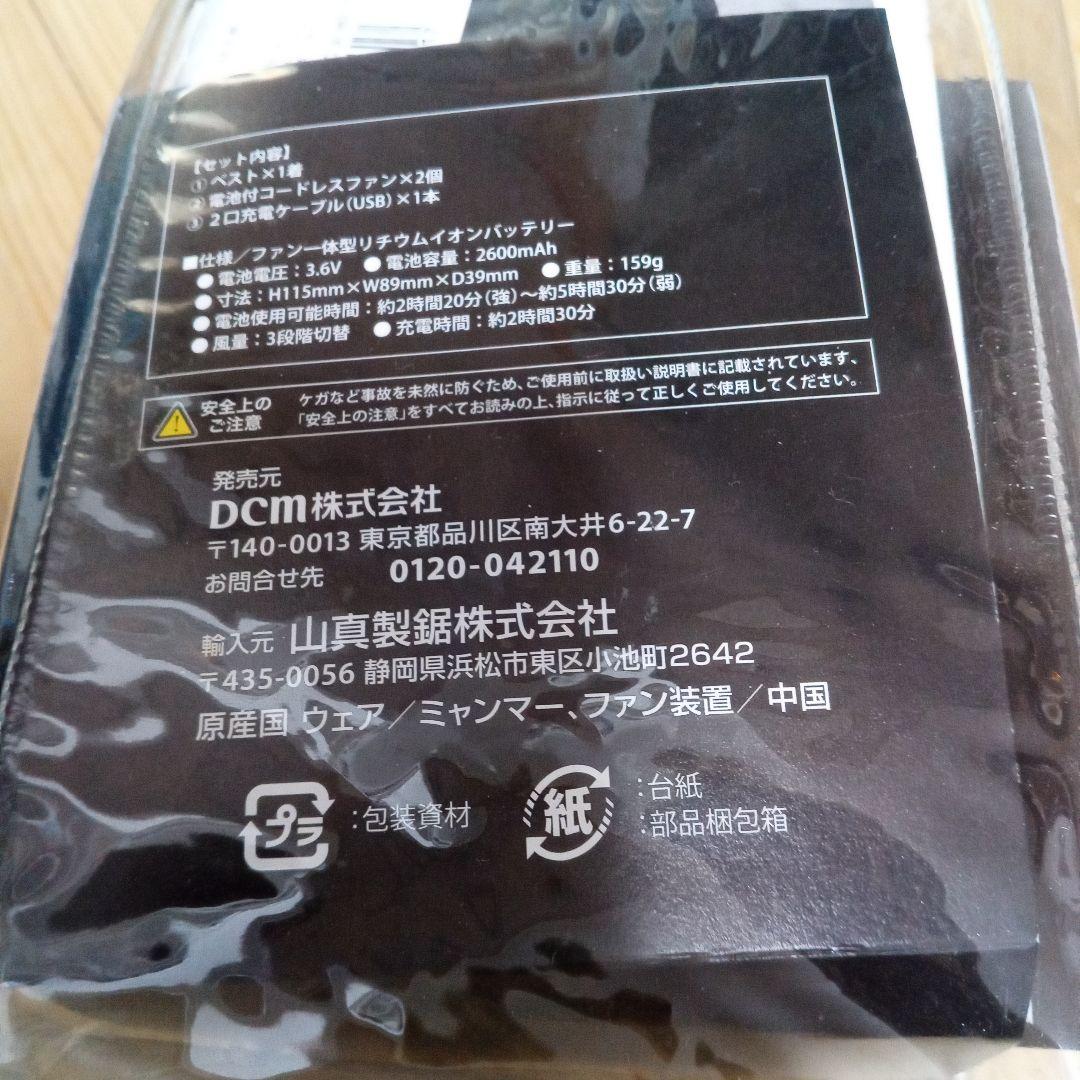 【セット内容】
① ベスト×1着
② 電池付コードレスファン×2個
③ 2口充電ケーブル(USB)×1本
■仕様／ファン一体型リチウムイオンバッテリー
●電池電圧：3.6V ●電池容量：2600mAh
●寸法：H115mm×W89mm×D39mm ●重量：159g
●電池使用可能時間：約2時間20分(強)～約5時間30分(弱)
●風量：3段階切替 ●充電時間：約2時間30分
安全上のご注意
ケガなど事故を未然に防ぐため、ご使用前に取扱い説明書に記載されています、
「安全上の注意」をすべてお読みの上、指示に従って正しくご使用してください。
発売元
DCM株式会社
〒140-0013 東京都品川区南大井6-22-7
お問合せ先 0120-042110
輸入元 山真製鋸株式会社
〒435-0056 静岡県浜松市東区小池町2642
原産国 ウェア／ミャンマー、ファン装置／中国
プラ ：包装資材
紙 ：台紙
：部品梱包箱